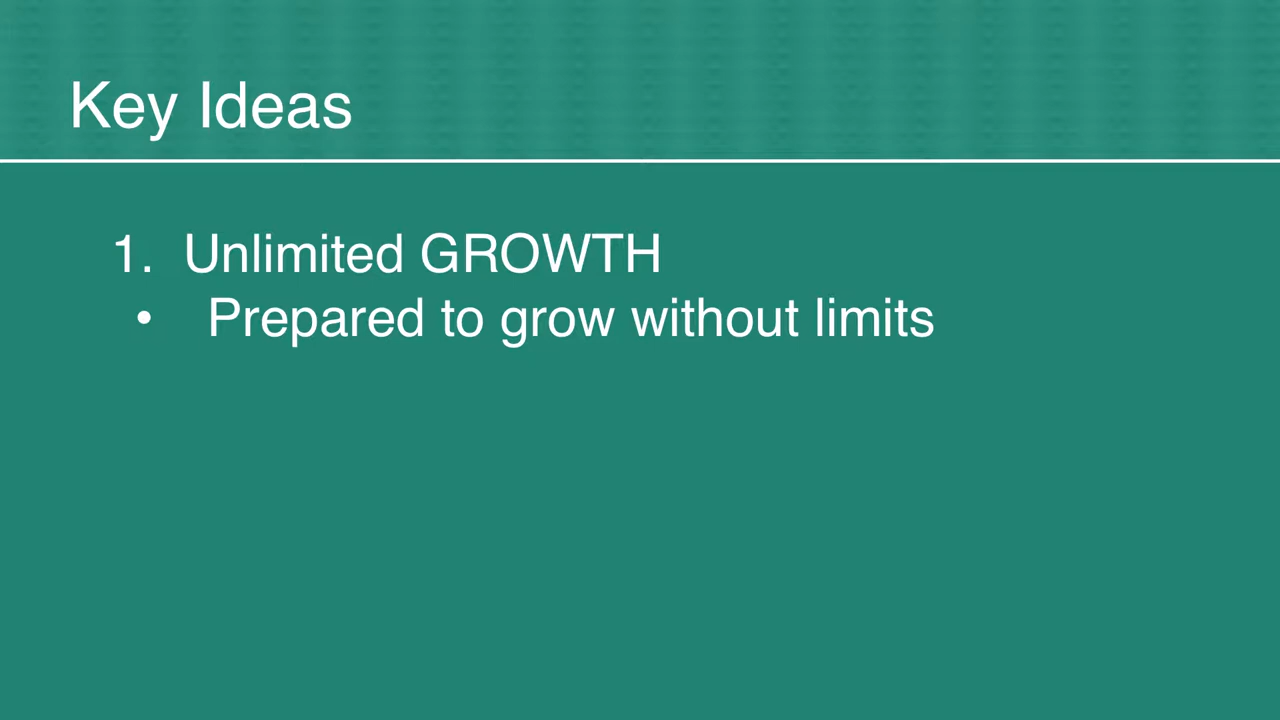 Key Ideas
1. Unlimited GROWTH
• Prepared to grow without limits